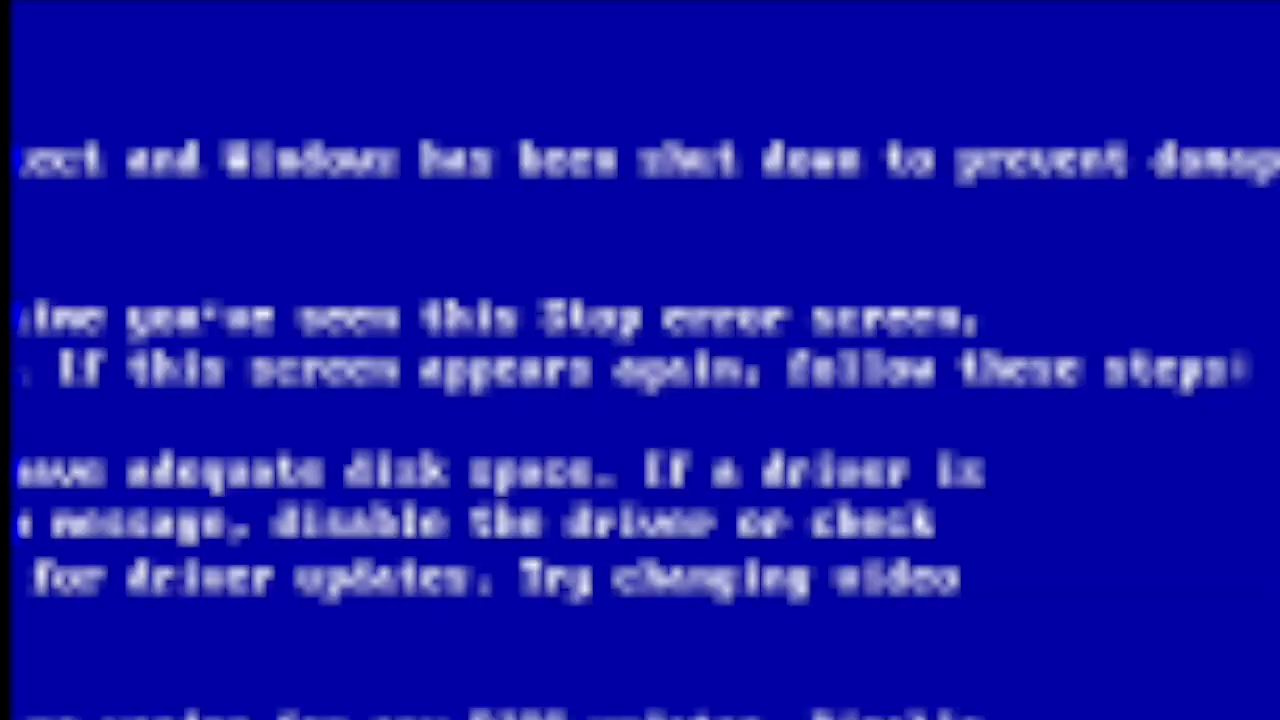 and Windows has been shut down to prevent
you've seen this Stop error screen,
If this screen appears again, follow these steps:
adequate disk space. If a driver is
message, disable the driver or check
for driver updates. Try changing video